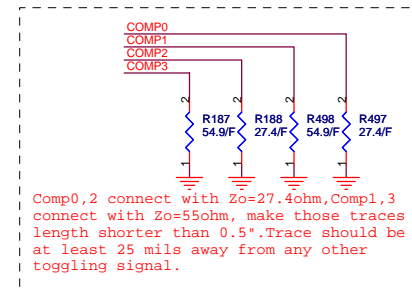 COMP0
COMP1
COMP2
COMP3
2 2 2 2
R187 R188 R498 R497
54.9/F 27.4/F 54.9/F 27.4/F
1 1 1 1
Comp0,2 connect with Zo=27.4ohm,Comp1,3
connect with Zo=55ohm, make those traces
length shorter than 0.5".Trace should be
at least 25 mils away from any other
toggling signal.